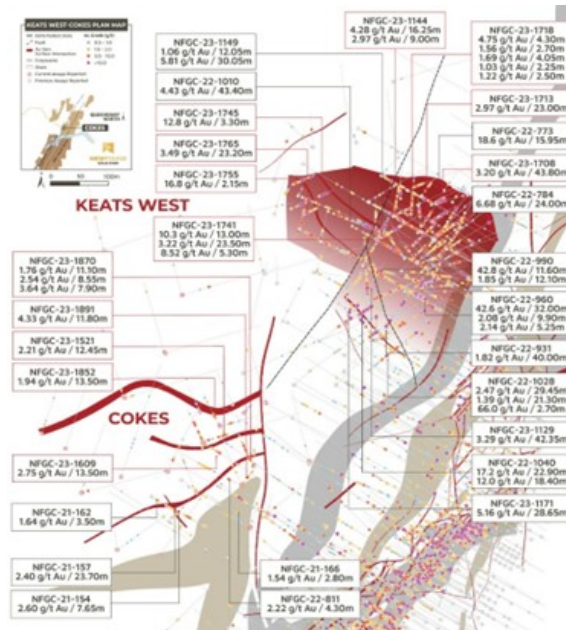 KEATS WEST-COKES PLAN MAP
Au Grade (g/t)
Fault
COKES
0 50 100m
NFGC-23-1144
4.28 g/t Au / 16.25m
2.97 g/t Au / 9.00m
NFGC-23-1149
1.06 g/t Au / 12.05m
5.81 g/t Au / 30.05m
NFGC-22-1010
4.43 g/t Au / 43.40m
NFGC-23-1745
12.8 g/t Au / 3.30m
NFGC-23-1765
3.49 g/t Au / 23.20m
NFGC-23-1755
16.8 g/t Au / 2.15m
KEATS WEST
NFGC-23-1741
10.3 g/t Au / 13.00m
3.22 g/t Au / 23.50m
8.52 g/t Au / 5.30m
NFGC-23-1718
4.75 g/t Au / 4.30m
1.56 g/t Au / 2.70m
1.69 g/t Au / 4.05m
1.03 g/t Au / 2.25m
1.22 g/t Au / 2.50m
NFGC-23-1713
2.97 g/t Au / 23.00m
NFGC-22-773
18.6 g/t Au / 15.95m
NFGC-23-1708
3.20 g/t Au / 43.80m
NFGC-22-784
6.68 g/t Au / 24.00m
NFGC-22-990
42.8 g/t Au / 11.60m
1.85 g/t Au / 12.10m
NFGC-22-960
42.6 g/t Au / 32.00m
2.08 g/t Au / 9.90m
2.14 g/t Au / 5.25m
NFGC-22-931
1.82 g/t Au / 40.00m
NFGC-22-1028
2.47 g/t Au / 29.45m
1.39 g/t Au / 21.30m
66.0 g/t Au / 2.70m
NFGC-23-1129
3.29 g/t Au / 42.35m
NFGC-22-1040
17.2 g/t Au / 22.90m
12.0 g/t Au / 18.40m
NFGC-23-1171
5.16 g/t Au / 28.65m
NFGC-23-1870
1.76 g/t Au / 11.10m
2.54 g/t Au / 8.55m
3.64 g/t Au / 7.90m
NFGC-23-1891
4.33 g/t Au / 11.80m
NFGC-23-1521
2.21 g/t Au / 12.45m
NFGC-23-1852
1.94 g/t Au / 13.50m
COKES
NFGC-23-1609
2.75 g/t Au / 13.50m
NFGC-21-162
1.64 g/t Au / 3.50m
NFGC-21-157
2.40 g/t Au / 23.70m
NFGC-21-154
2.60 g/t Au / 7.65m
NFGC-21-166
1.54 g/t Au / 2.80m
NFGC-22-811
2.22 g/t Au / 4.30m